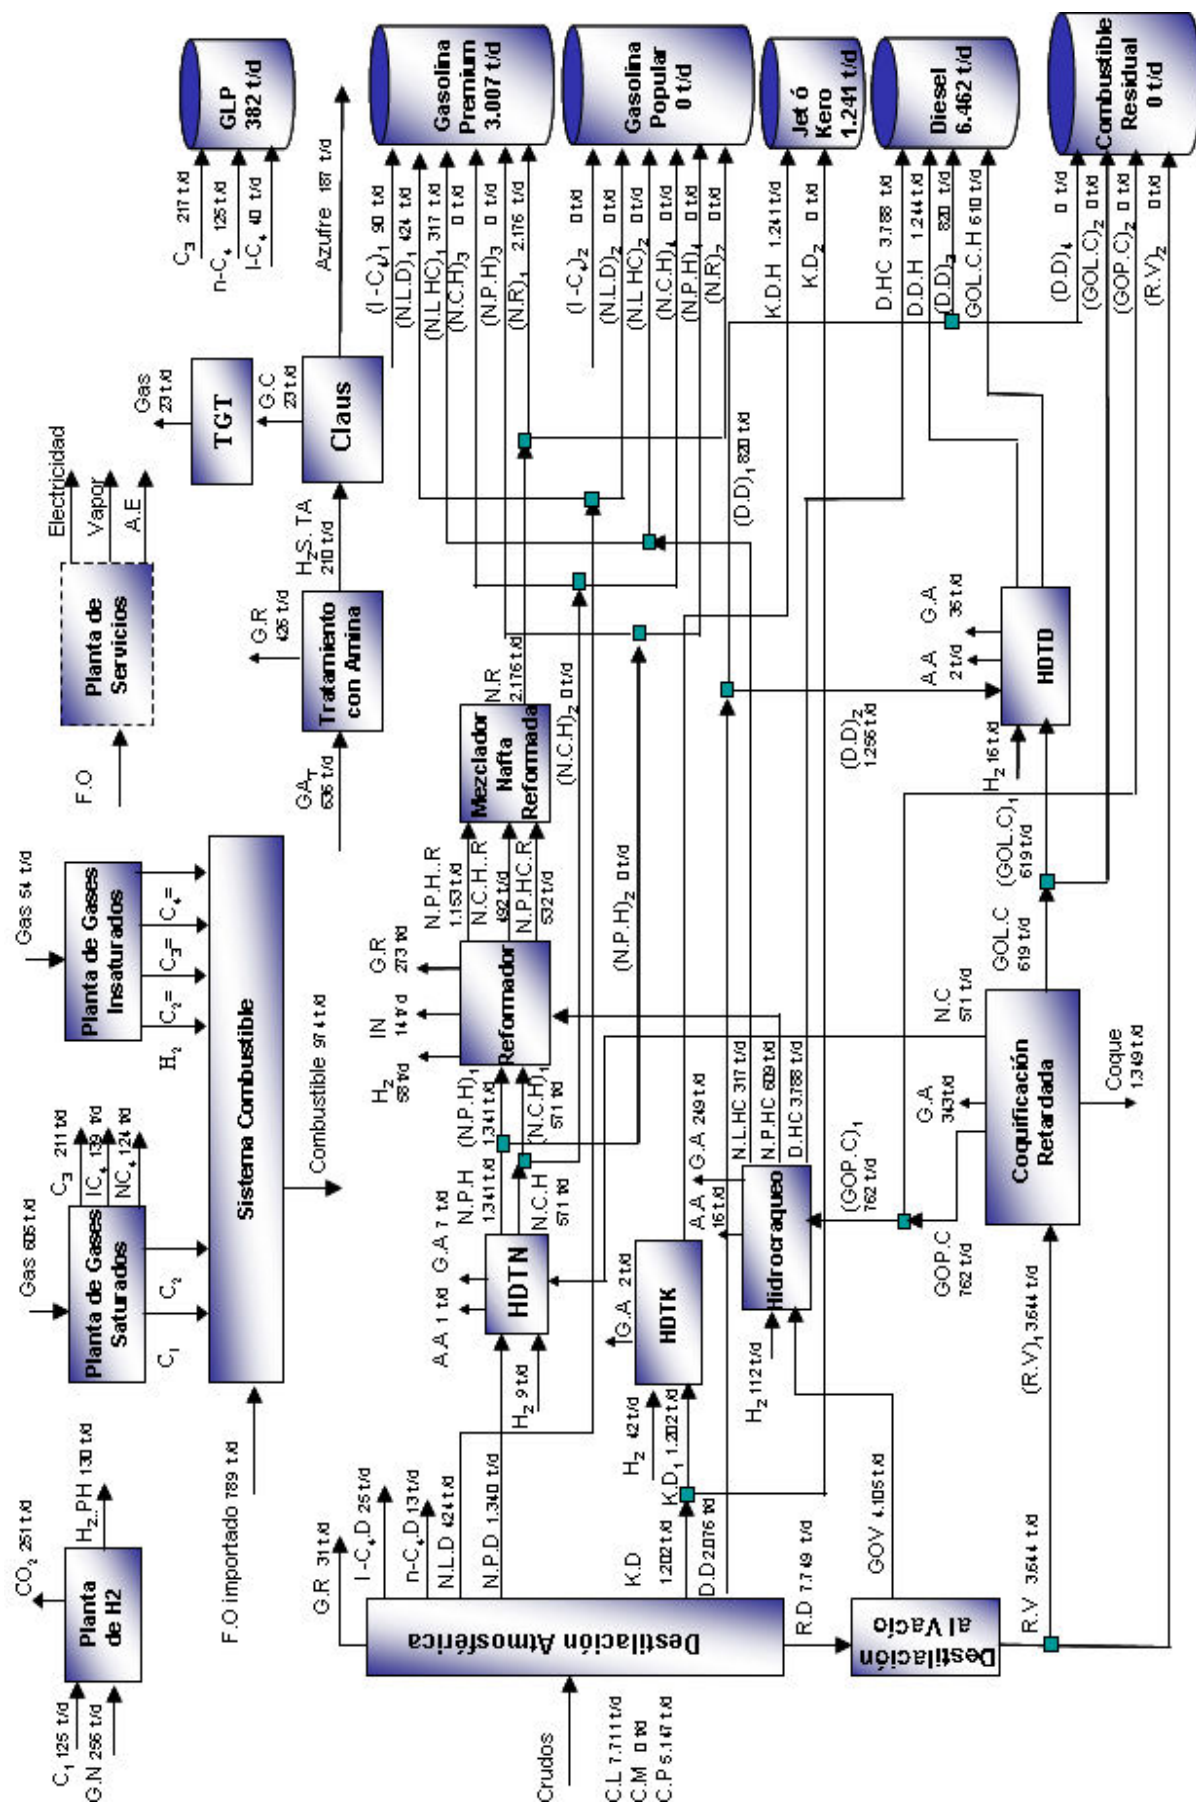 C₁ 125 t/d
G.N 256 t/d
CO₂ 251 t/d
H₂.PH 130 t/d
Planta
de H2
Gas 605 t/d
C₃ 211 t/d
IC₄ 139 t/d
NC₄ 124 t/d
Planta de Gases
Saturados
C₁
C₂
Gas 54 t/d
Planta de Gases
Insaturados
H₂
C₂=
C₃=
C₄=
F.O importado 789 t/d
Sistema Combustible
Combustible 974 t/d
F.O
Planta de
Servicios
Electricidad
Vapor
A.E
GA_T
636 t/d
Tratamiento
con Amina
G.R
426 t/d
H₂S. TA
210 t/d
Claus
G.C
23 t/d
TGT
Gas
23 t/d
Azufre 187 t/d
C₃ 217 t/d
n-C₄ 125 t/d
I-C₄ 40 t/d
GLP
382 t/d
Crudos
C.L 7.711 t/d
C.M 0 t/d
C.P 5.147 t/d
Destilación Atmosférica
G.R 31 t/d
I-C₄.D 25 t/d
n-C₄.D 13 t/d
N.L.D 424 t/d
N.P.D 1.340 t/d
K.D
1.202 t/d
D.D 2.076 t/d
R.D 7.749 t/d
Destilación
al Vacío
GOV 4.105 t/d
R.V 3.644 t/d
(R.V)₁ 3.644 t/d
H₂ 9 t/d
HDTN
A.A 1 t/d
G.A 7 t/d
N.P.H
1.341 t/d
(N.P.H)₁
1.341 t/d
N.C.H
571 t/d
(N.C.H)₁
571 t/d
H₂ 42 t/d
K.D₁ 1.202 t/d
HDTK
G.A 2 t/d
H₂ 112 t/d
Hidrocraqueo
A.A
16 t/d
G.A 249 t/d
N.L.HC 317 t/d
N.P.HC 609 t/d
D.HC 3.788 t/d
Reformador
H₂
68 t/d
IN
14 t/d
G.R
273 t/d
N.P.H..R
1.153 t/d
N.C.H..R
492 t/d
N.P.HC.R
532 t/d
Mezclador
Nafta
Reformada
N.R
2.176 t/d
(N.C.H)₂ 0 t/d
(N.P.H)₂ 0 t/d
Coquificación
Retardada
(GOP.C)₁
762 t/d
GOP.C
762 t/d
G.A
343 t/d
N.C
571 t/d
Coque
1.349 t/d
GOL.C
619 t/d
(GOL.C)₁
619 t/d
(D.D)₁ 820 t/d
(D.D)₂
1.256 t/d
H₂ 16 t/d
HDTD
A.A
2 t/d
G.A
35 t/d
(I-C₄)₁ 90 t/d
(N.L.D)₁ 424 t/d
(N.L.HC)₁ 317 t/d
(N.C.H)₃ 0 t/d
(N.P.H)₃ 0 t/d
(N.R)₁ 2.176 t/d
Gasolina
Premium
3.007 t/d
(I-C₄)₂ 0 t/d
(N.L.D)₂ 0 t/d
(N.L.HC)₂ 0 t/d
(N.C.H)₄ 0 t/d
(N.P.H)₄ 0 t/d
(N.R)₂ 0 t/d
Gasolina
Popular
0 t/d
K.D.H 1.241 t/d
K.D₂ 0 t/d
Jet ó
Kero
1.241 t/d
D.HC 3.788 t/d
D.D.H 1.244 t/d
(D.D)₃ 820 t/d
GOL.C.H 610 t/d
Diesel
6.462 t/d
(D.D)₄ 0 t/d
(GOL.C)₂ 0 t/d
(GOP.C)₂ 0 t/d
(R.V)₂ 0 t/d
Combustible
Residual
0 t/d